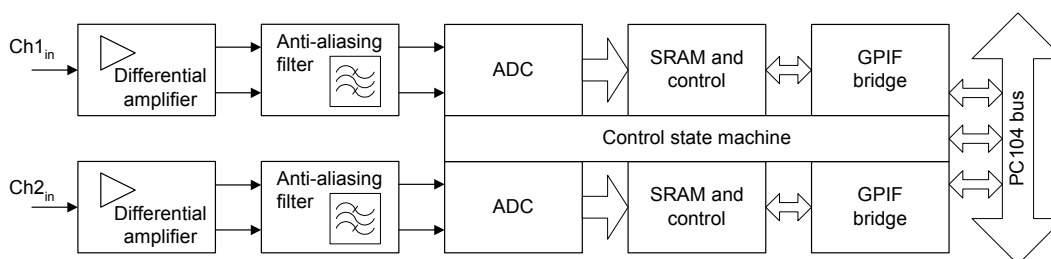 Ch1in
Differential
amplifier
Anti-aliasing
filter
ADC
SRAM and
control
GPIF
bridge
Control state machine
PC104 bus
Ch2in
Differential
amplifier
Anti-aliasing
filter
ADC
SRAM and
control
GPIF
bridge